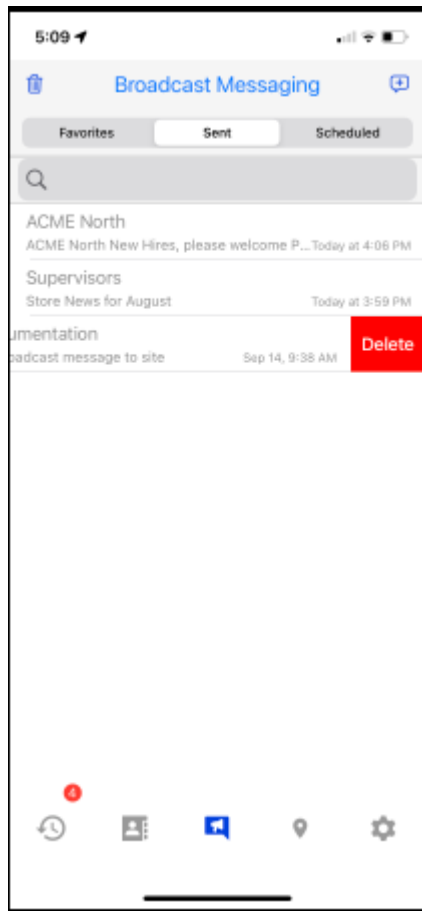 5:09
Broadcast Messaging
Favorites Sent Scheduled
ACME North
ACME North New Hires, please welcome P... Today at 4:06 PM
Supervisors
Store News for August Today at 3:59 PM
umentation
oadcast message to site Sep 14, 9:38 AM
Delete
4